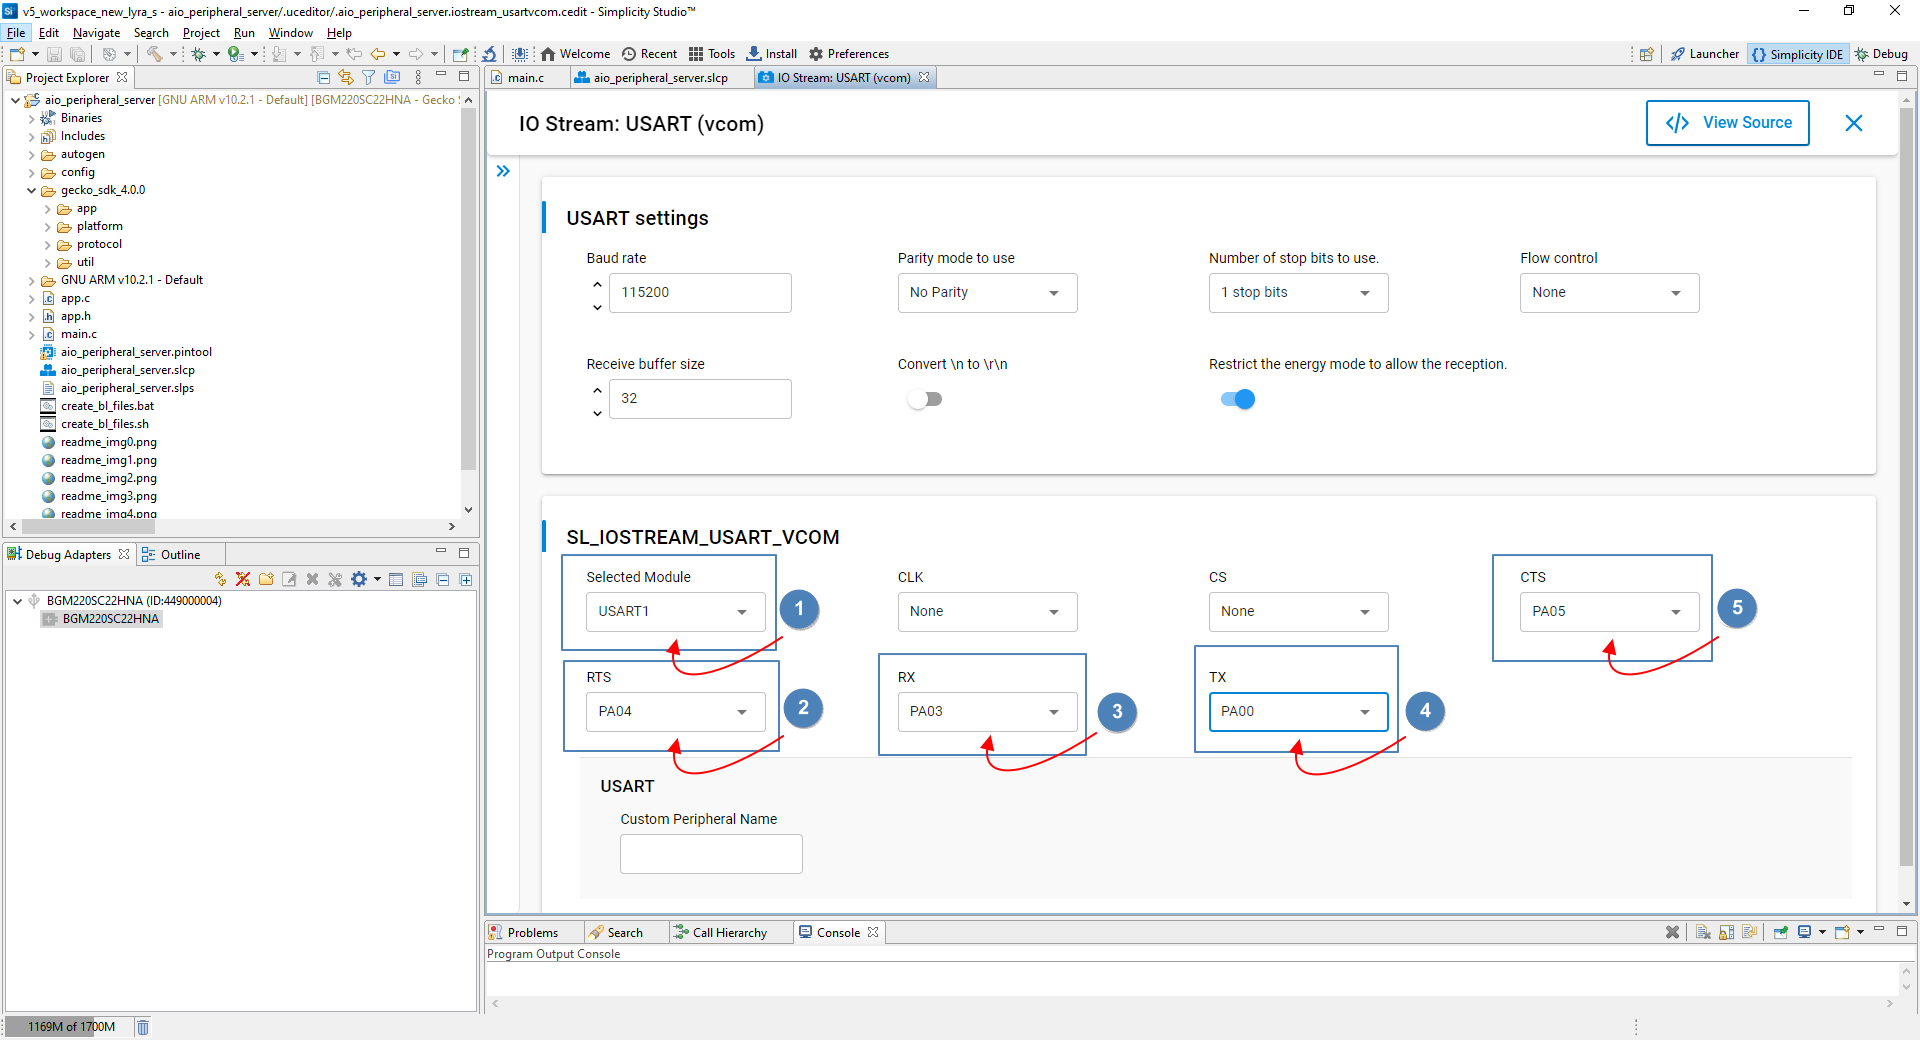 v5_workspace_new_lyra_s - aio_peripheral_server/.uceditor/.aio_peripheral_server.iostream_usartvcom.cedit - Simplicity Studio™
File Edit Navigate Search Project Run Window Help
Welcome Recent Tools Install Preferences Launcher Simplicity IDE Debug
Project Explorer
aio_peripheral_server [GNU ARM v10.2.1 - Default] [BGM220SC22HNA - Gecko
Binaries
Includes
autogen
config
gecko_sdk_4.0.0
app
platform
protocol
util
GNU ARM v10.2.1 - Default
app.c
app.h
main.c
aio_peripheral_server.pintool
aio_peripheral_server.slcp
aio_peripheral_server.slps
create_bl_files.bat
create_bl_files.sh
readme_img0.png
readme_img1.png
readme_img2.png
readme_img3.png
readme_img4.png
Debug Adapters Outline
BGM220SC22HNA (ID:449000004)
BGM220SC22HNA
1169M of 1700M
main.c aio_peripheral_server.slcp IO Stream: USART (vcom)
IO Stream: USART (vcom)
View Source
USART settings
Baud rate Parity mode to use Number of stop bits to use. Flow control
115200 No Parity 1 stop bits None
Receive buffer size Convert \n to \r\n Restrict the energy mode to allow the reception.
32
SL_IOSTREAM_USART_VCOM
Selected Module CLK CS CTS
USART1 1 None None PA05 5
RTS RX TX
PA04 2 PA03 3 PA00 4
USART
Custom Peripheral Name
Problems Search Call Hierarchy Console
Program Output Console